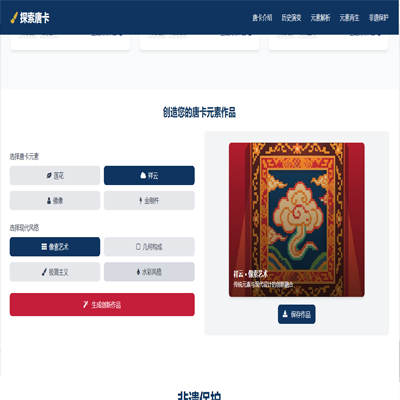 探索唐卡
唐卡介绍 历史演变 元素解析 元素再生 非遗保护
创造您的唐卡元素作品
选择唐卡元素
莲花
祥云
佛像
金刚杵
选择现代风格
像素艺术
几何构成
极简主义
水彩风格
生成创新作品
祥云 · 像素艺术
传统元素与现代设计的创新融合
保存作品
非遗保护